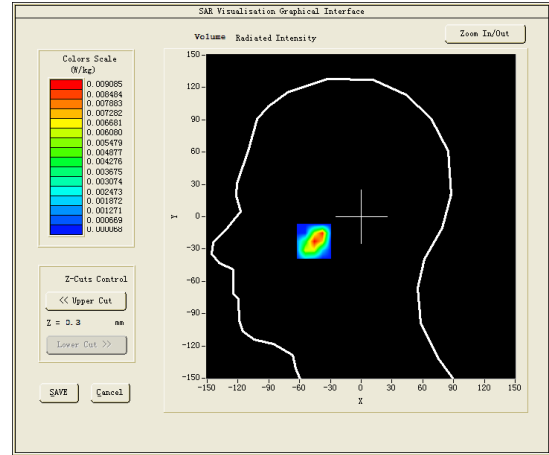 SAR Visualisation Graphical Interface
Volume Radiated Intensity
Zoom In/Out
Colors Scale
(W/kg)
0.009085
0.008484
0.007883
0.007282
0.006681
0.006080
0.005479
0.004877
0.004276
0.003675
0.003074
0.002473
0.001872
0.001271
0.000669
0.000068
Z-Cuts Control
<< Upper Cut
Z = 0.3 mm
Lower Cut >>
SAVE Cancel
150
120
90
60
30
0
-30
-60
-90
-120
-150
Y
-150 -120 -90 -60 -30 0 30 60 90 120 150
X